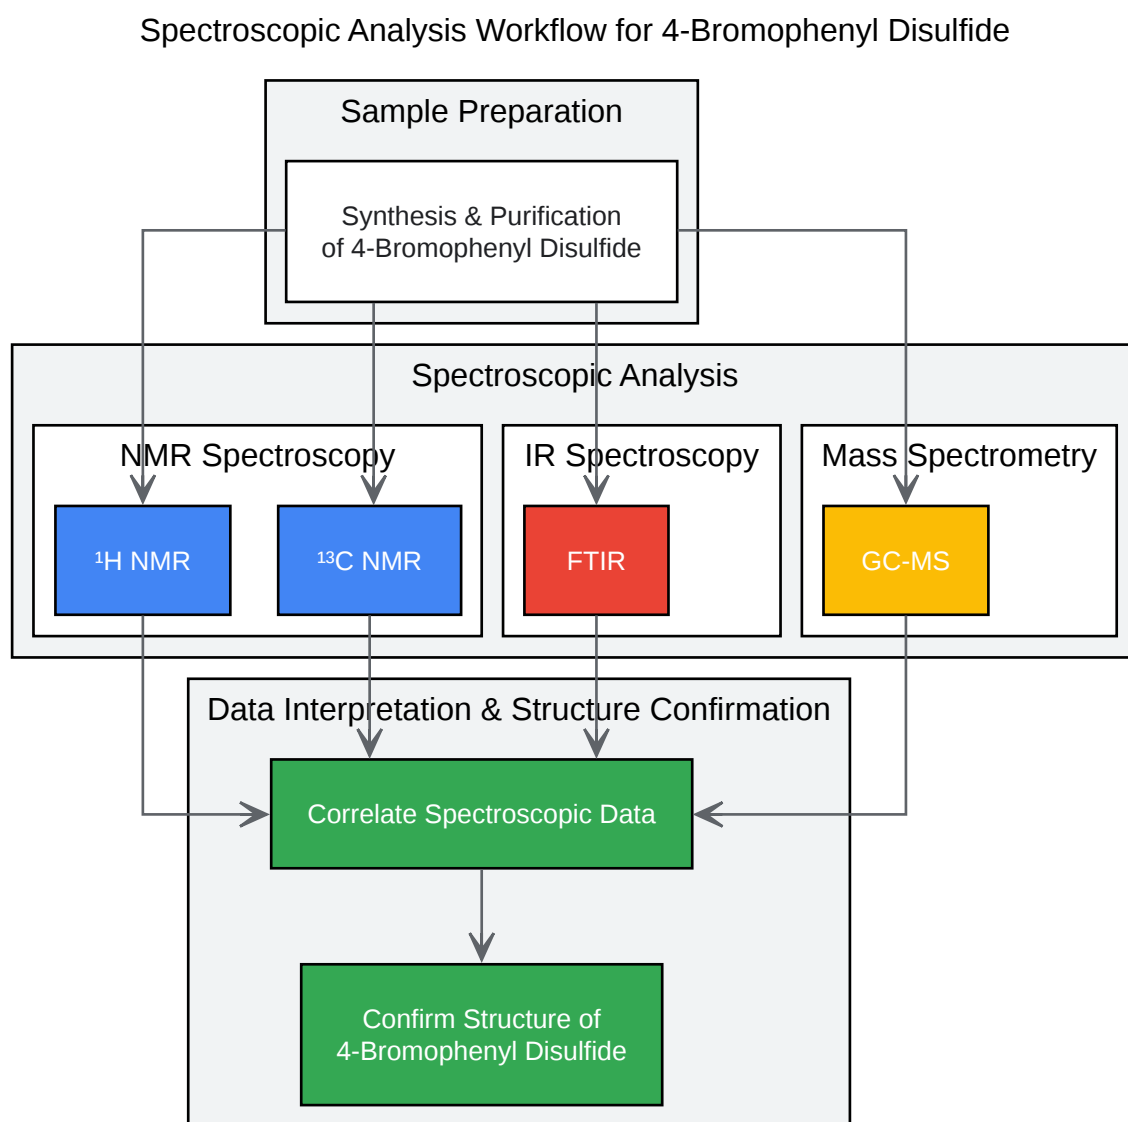 Spectroscopic Analysis Workflow for 4-Bromophenyl Disulfide
Sample Preparation
Synthesis & Purification
of 4-Bromophenyl Disulfide
Spectroscopic Analysis
NMR Spectroscopy
IR Spectroscopy
Mass Spectrometry
¹H NMR
¹³C NMR
FTIR
GC-MS
Data Interpretation & Structure Confirmation
Correlate Spectroscopic Data
Confirm Structure of
4-Bromophenyl Disulfide